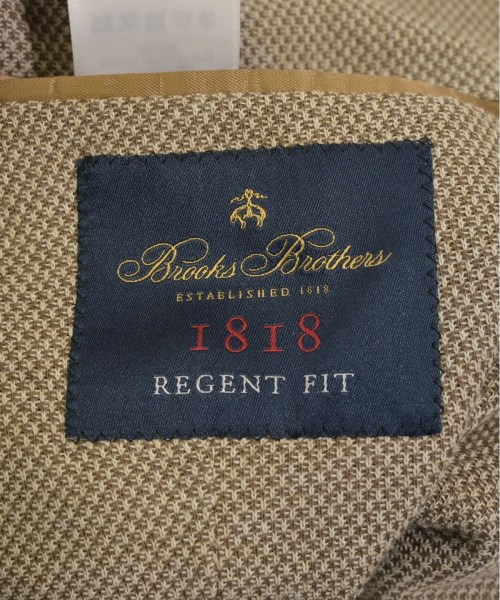 Brooks Brothers
ESTABLISHED 1818
1818
REGENT FIT